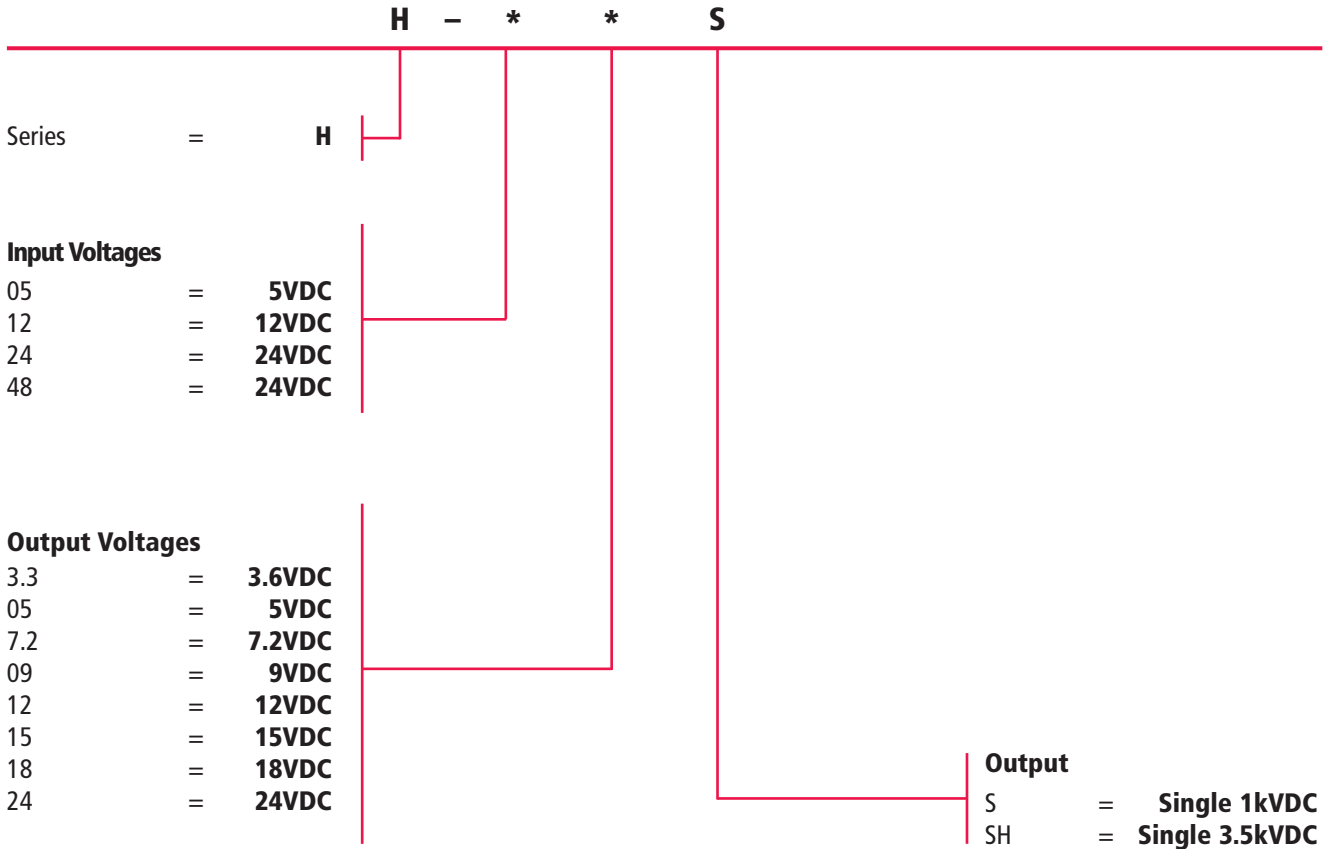 H – * * S
Series = H
Input Voltages
05 = 5VDC
12 = 12VDC
24 = 24VDC
48 = 24VDC
Output Voltages
3.3 = 3.6VDC
05 = 5VDC
7.2 = 7.2VDC
09 = 9VDC
12 = 12VDC
15 = 15VDC
18 = 18VDC
24 = 24VDC
Output
S = Single 1kVDC
SH = Single 3.5kVDC